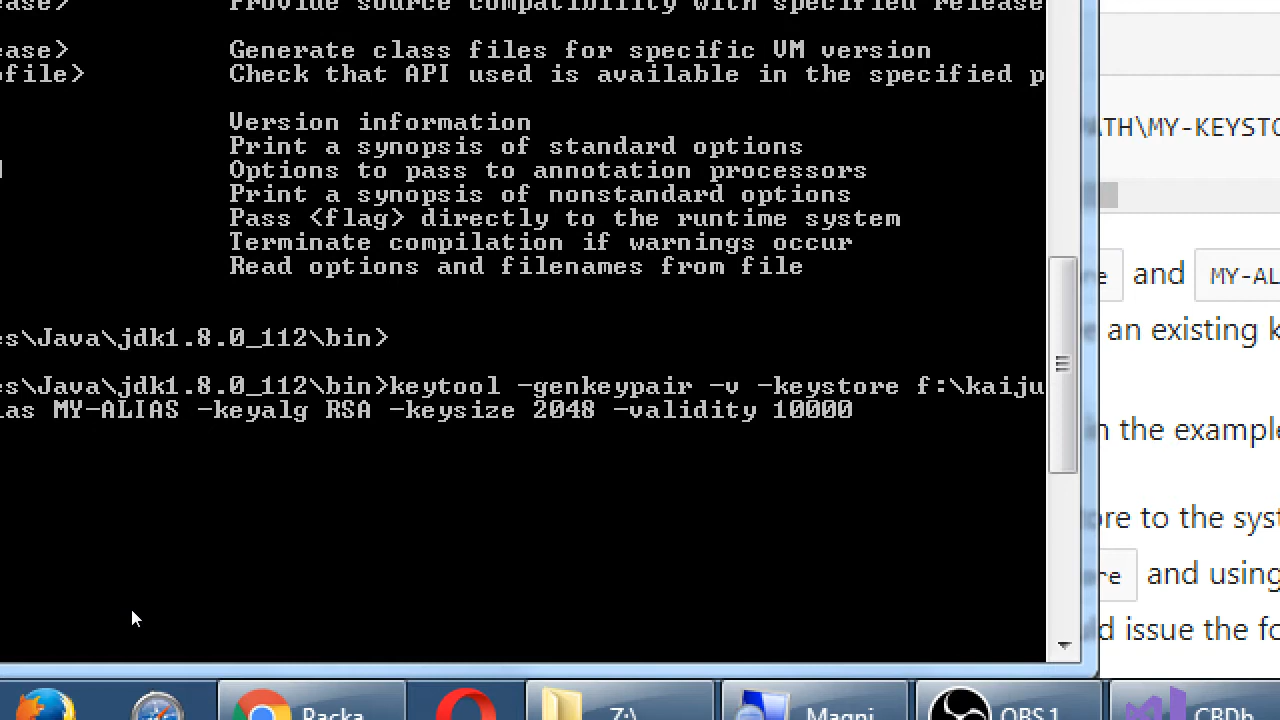 ease> Provide source compatibility with specified release
ease> Generate class files for specific VM version
ofile> Check that API used is available in the specified p
Version information
Print a synopsis of standard options
Options to pass to annotation processors
Print a synopsis of nonstandard options
Pass <flag> directly to the runtime system
Terminate compilation if warnings occur
Read options and filenames from file
es\Java\jdk1.8.0_112\bin>
es\Java\jdk1.8.0_112\bin>keytool -genkeypair -v -keystore f:\kaiju
ias MY-ALIAS -keyalg RSA -keysize 2048 -validity 10000
ATH\MY-KEYSTO
e and MY-AL
an existing k
n the example
ore to the syst
re and using
d issue the fo
Packa
Z:\
Magni
OBS 1
CBDb